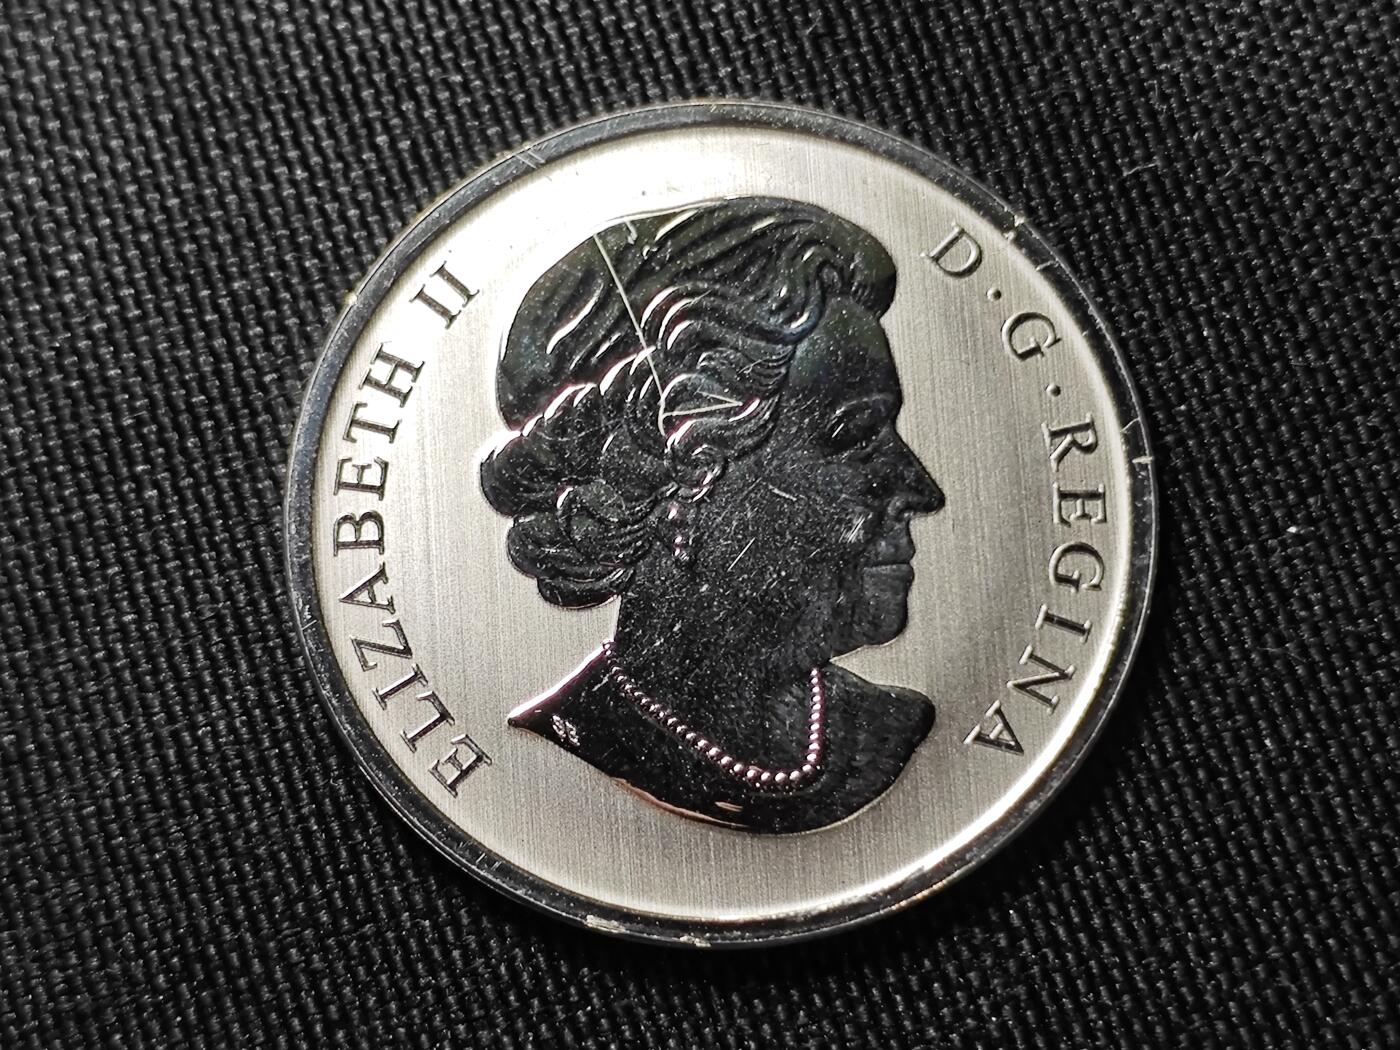 ELIZABETH II
D · G · REGINA